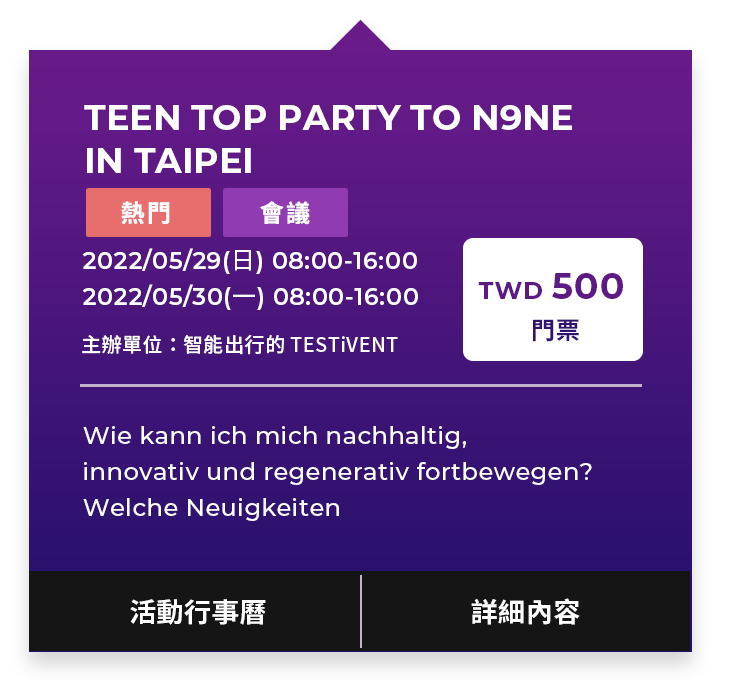 TEEN TOP PARTY TO N9NE
IN TAIPEI
熱門 會議
2022/05/29(日) 08:00-16:00
2022/05/30(一) 08:00-16:00
主辦單位：智能出行的 TESTiVENT
TWD 500
門票
Wie kann ich mich nachhaltig,
innovativ und regenerativ fortbewegen?
Welche Neuigkeiten
活動行事曆 詳細內容